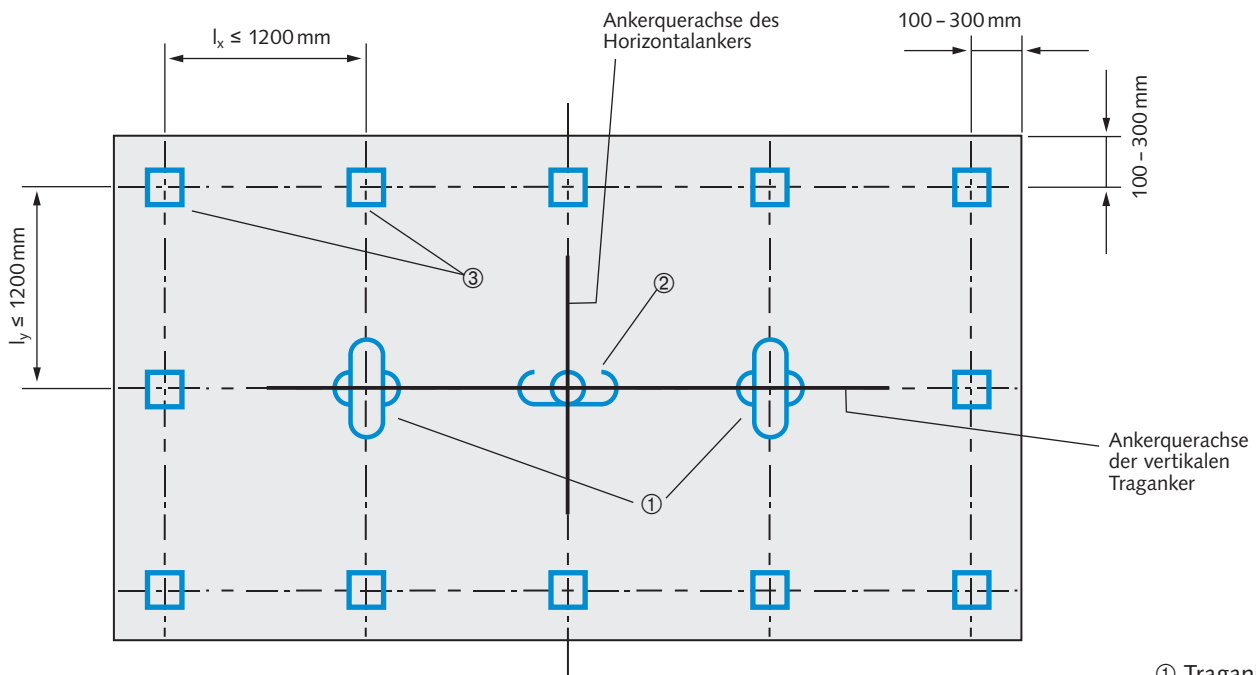 lx ≤ 1200 mm
Ankerquerachse des
Horizontalankers
100 – 300 mm
100 – 300 mm
ly ≤ 1200 mm
③
②
①
Ankerquerachse
der vertikalen
Traganker
① Tragan